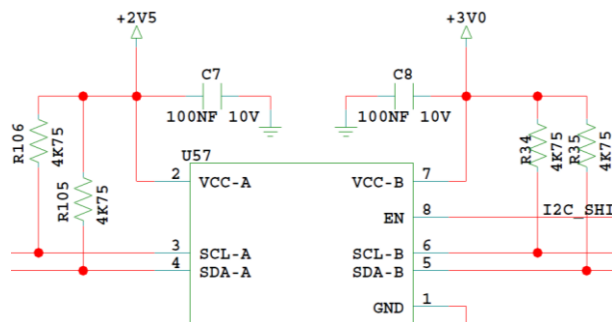 +2V5
+3V0
C7
C8
100NF 10V
100NF 10V
R106
4K75
R105
4K75
R34
4K75
R35
4K75
U57
2
VCC-A
VCC-B
7
EN
8
I2C_SHI
3
SCL-A
SCL-B
6
4
SDA-A
SDA-B
5
GND
1